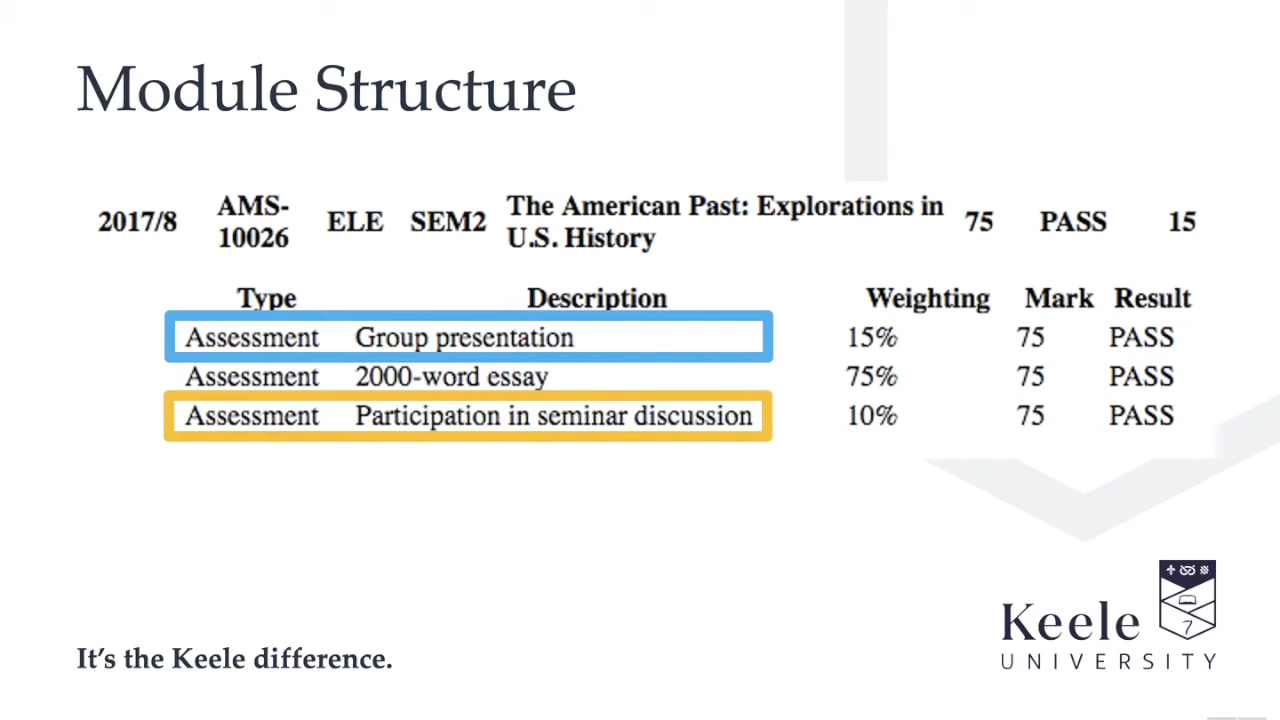 Module Structure
2017/8 AMS-10026 ELE SEM2 The American Past: Explorations in U.S. History 75 PASS 15
Type Description Weighting Mark Result
Assessment Group presentation 15% 75 PASS
Assessment 2000-word essay 75% 75 PASS
Assessment Participation in seminar discussion 10% 75 PASS
It's the Keele difference.
7
Keele
UNIVERSITY